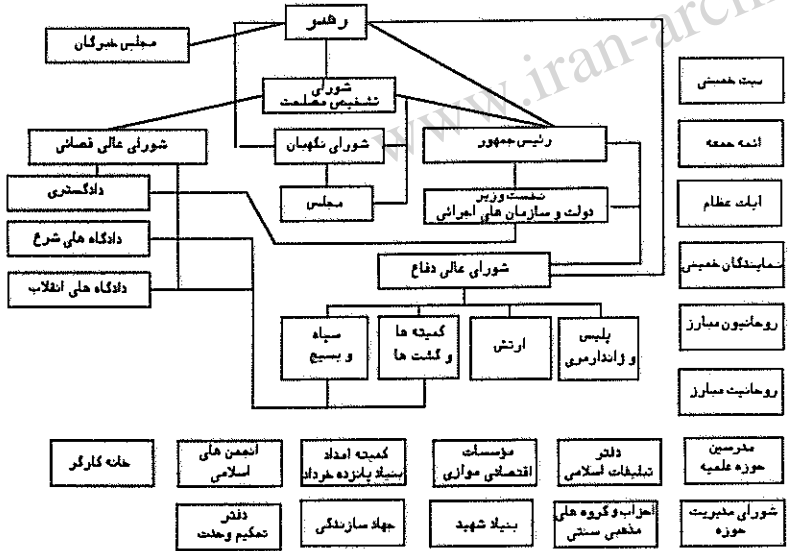 رهبر
مجلس خبرگان
شورای
تشخیص مصلحت
شورای عالی قضائی
شورای نگهبان
رئیس جمهور
دادگستری
مجلس
نخست وزیر
دولت و سازمان های اجرائی
دادگاه های شرع
شورای عالی دفاع
دادگاه های انقلاب
سپاه
و بسیج
کمیته ها
و گشت ها
ارتش
پلیس
و ژاندارمری
بیت خمینی
ائمه جمعه
آیات عظام
نمایندگان خمینی
روحانیون مبارز
روحانیت مبارز
مدرسین
حوزه علمیه
دفتر
تبلیغات اسلامی
مؤسسات
اقتصادی موازی
کمیته امداد
بنیاد پانزده خرداد
انجمن های
اسلامی
خانه کارگر
شورای مدیریت
حوزه
احزاب و گروه های
مذهبی سنتی
بنیاد شهید
جهاد سازندگی
دفتر
تحکیم وحدت